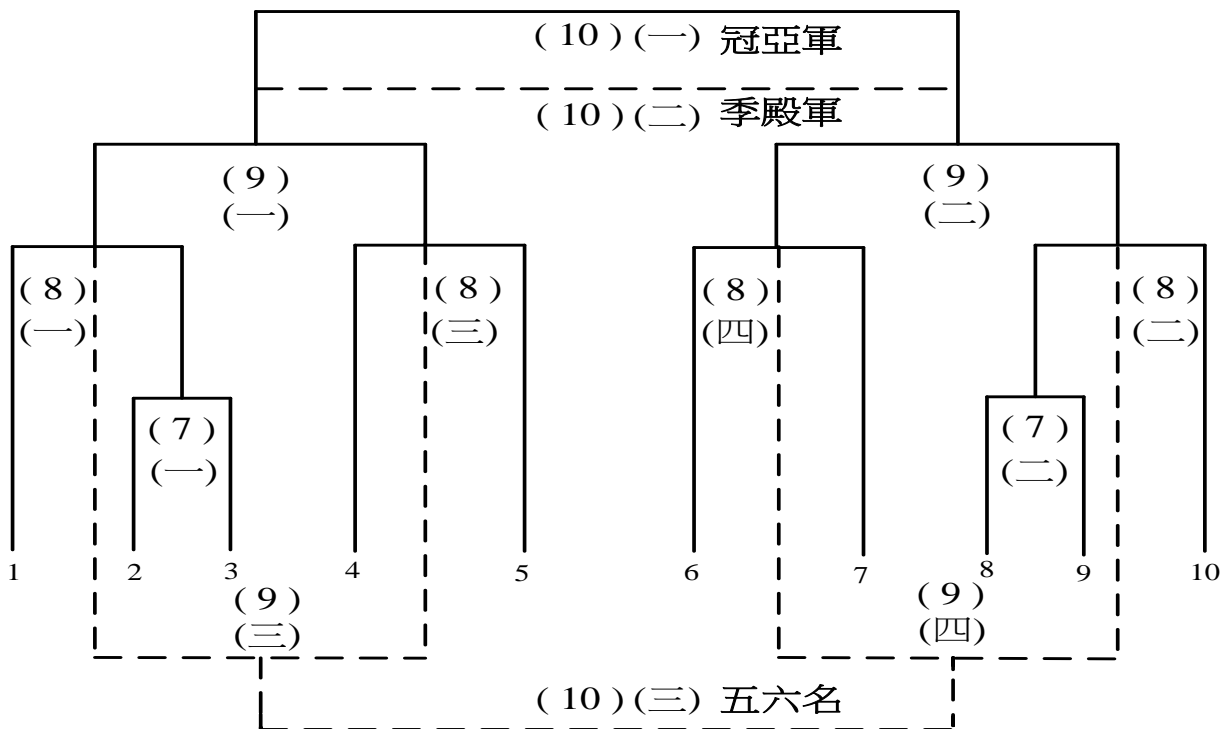 (10)(一) 冠亞軍
(10)(二) 季殿軍
(9)
(一)
(9)
(二)
(8)
(一)
(8)
(三)
(8)
(四)
(8)
(二)
(7)
(一)
(7)
(二)
1 2 3 4 5 6 7 8 9 10
(9)
(三)
(9)
(四)
(10)(三) 五六名